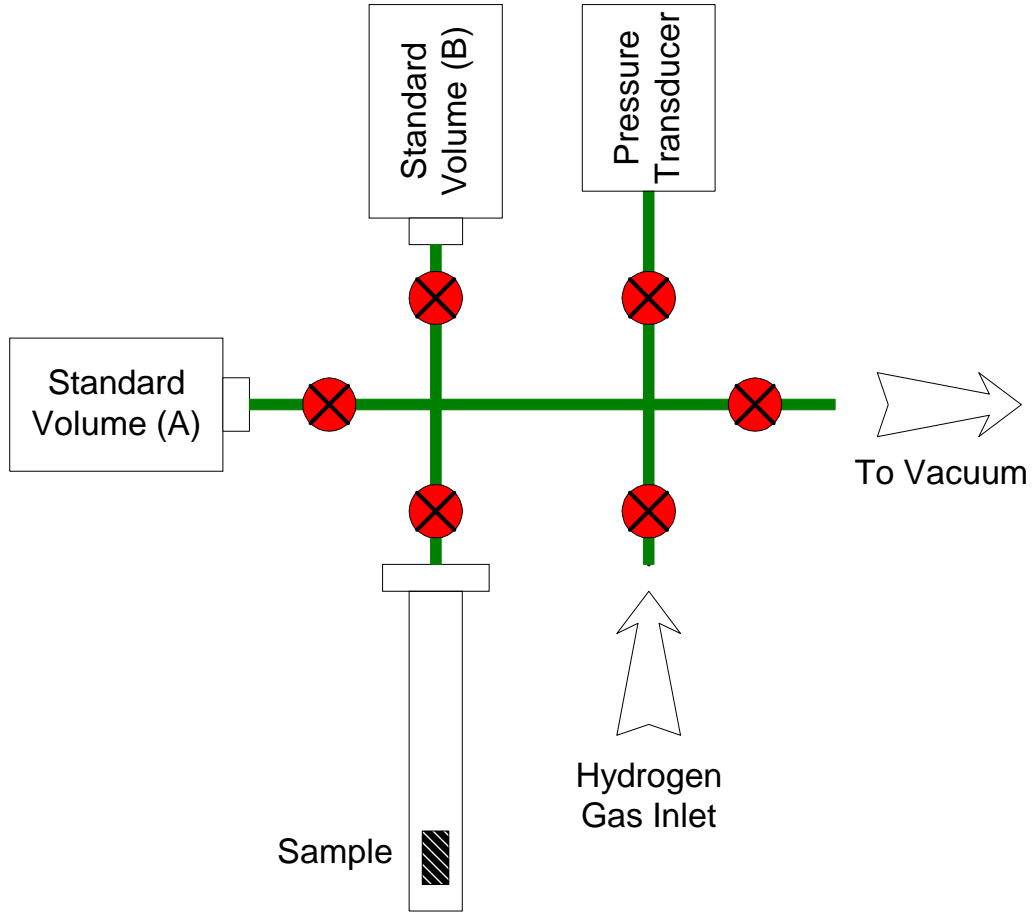 Standard
Volume (B)
Pressure
Transducer
Standard
Volume (A)
To Vacuum
Hydrogen
Gas Inlet
Sample